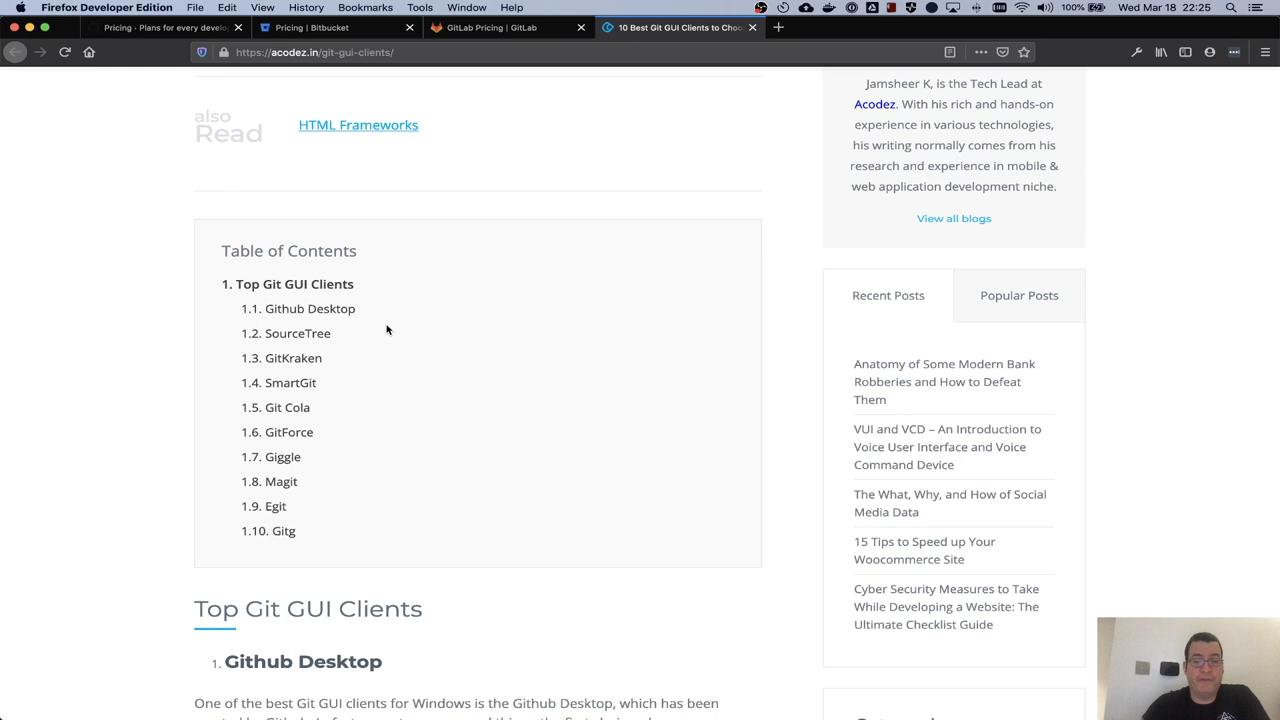 Firefox Developer Edition File Edit View History Bookmarks Tools Window Help
100% Wed Mar 18 22:25
Pricing · Plans for every develo
Pricing | Bitbucket
GitLab Pricing | GitLab
10 Best Git GUI Clients to Choo
https://acodez.in/git-gui-clients/
also
Read
HTML Frameworks
Table of Contents
1. Top Git GUI Clients
1.1. Github Desktop
1.2. SourceTree
1.3. GitKraken
1.4. SmartGit
1.5. Git Cola
1.6. GitForce
1.7. Giggle
1.8. Magit
1.9. Egit
1.10. Gitg
Top Git GUI Clients
1. Github Desktop
One of the best Git GUI clients for Windows is the Github Desktop, which has been
Jamsheer K, is the Tech Lead at
Acodez. With his rich and hands-on
experience in various technologies,
his writing normally comes from his
research and experience in mobile &
web application development niche.
View all blogs
Recent Posts
Popular Posts
Anatomy of Some Modern Bank
Robberies and How to Defeat
Them
VUI and VCD – An Introduction to
Voice User Interface and Voice
Command Device
The What, Why, and How of Social
Media Data
15 Tips to Speed up Your
Woocommerce Site
Cyber Security Measures to Take
While Developing a Website: The
Ultimate Checklist Guide